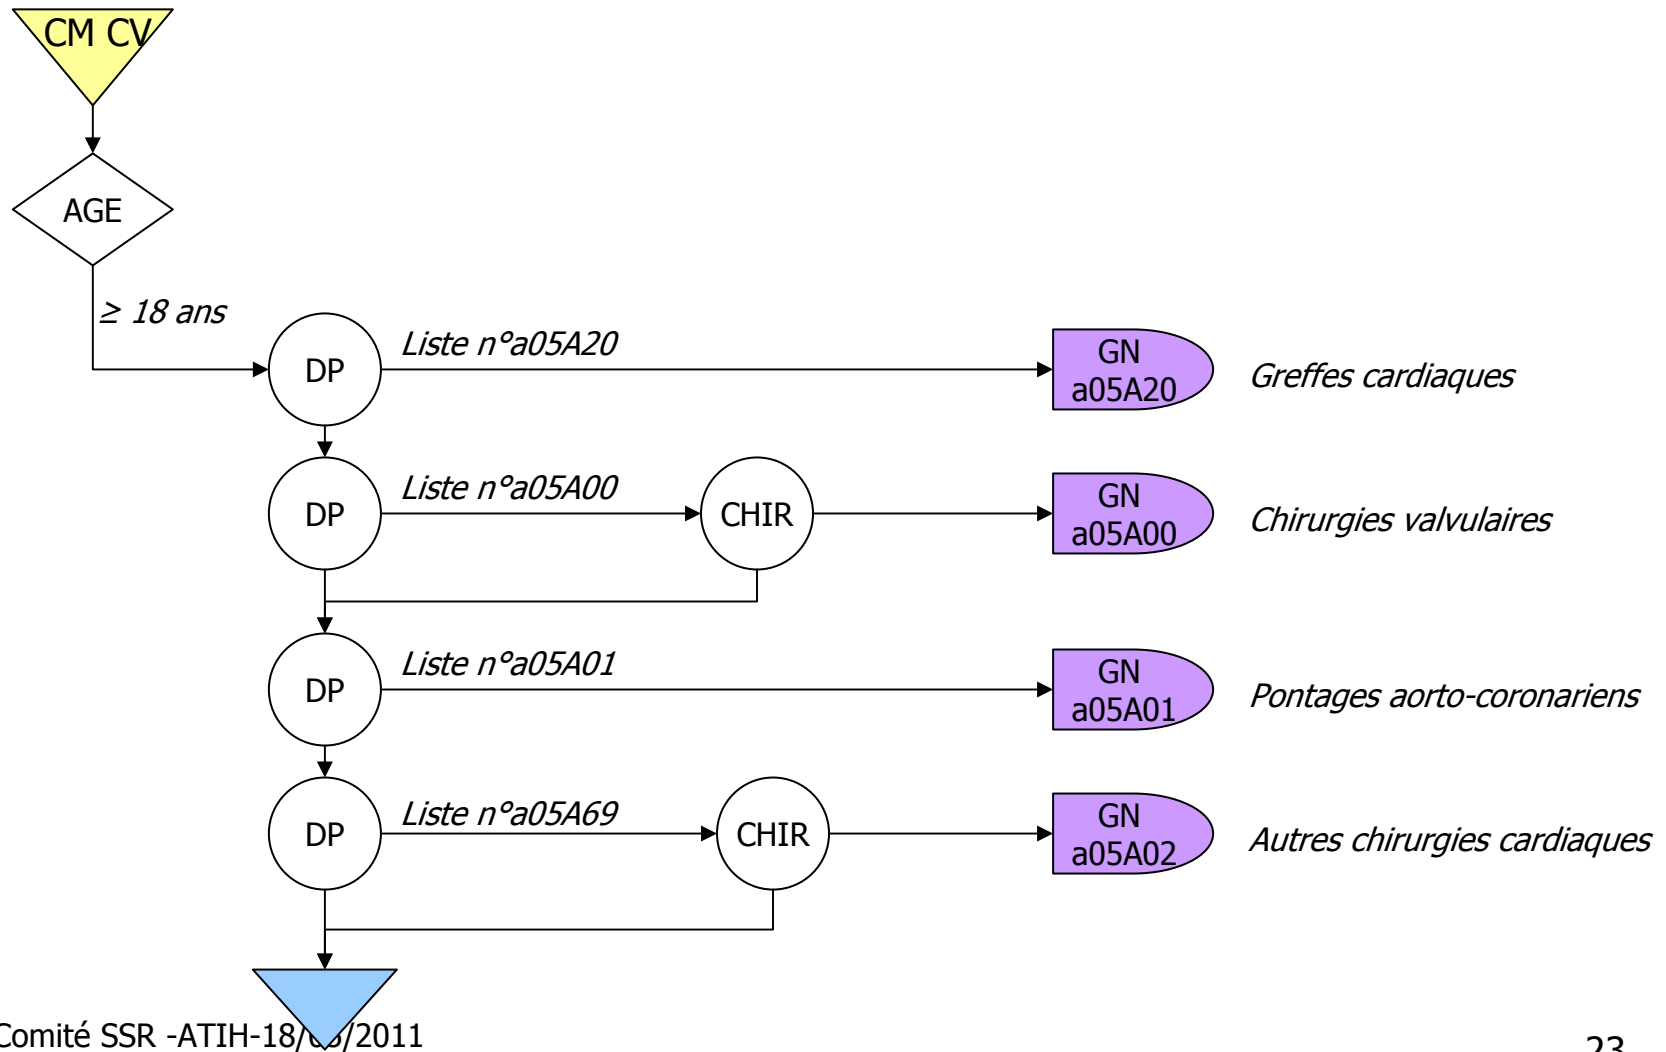 CM CV
AGE
≥ 18 ans
DP
Liste n°a05A20
GN
a05A20
Greffes cardiaques
DP
Liste n°a05A00
CHIR
GN
a05A00
Chirurgies valvulaires
DP
Liste n°a05A01
GN
a05A01
Pontages aorto-coronariens
DP
Liste n°a05A69
CHIR
GN
a05A02
Autres chirurgies cardiaques
Comité SSR -ATIH-18/ /2011
23